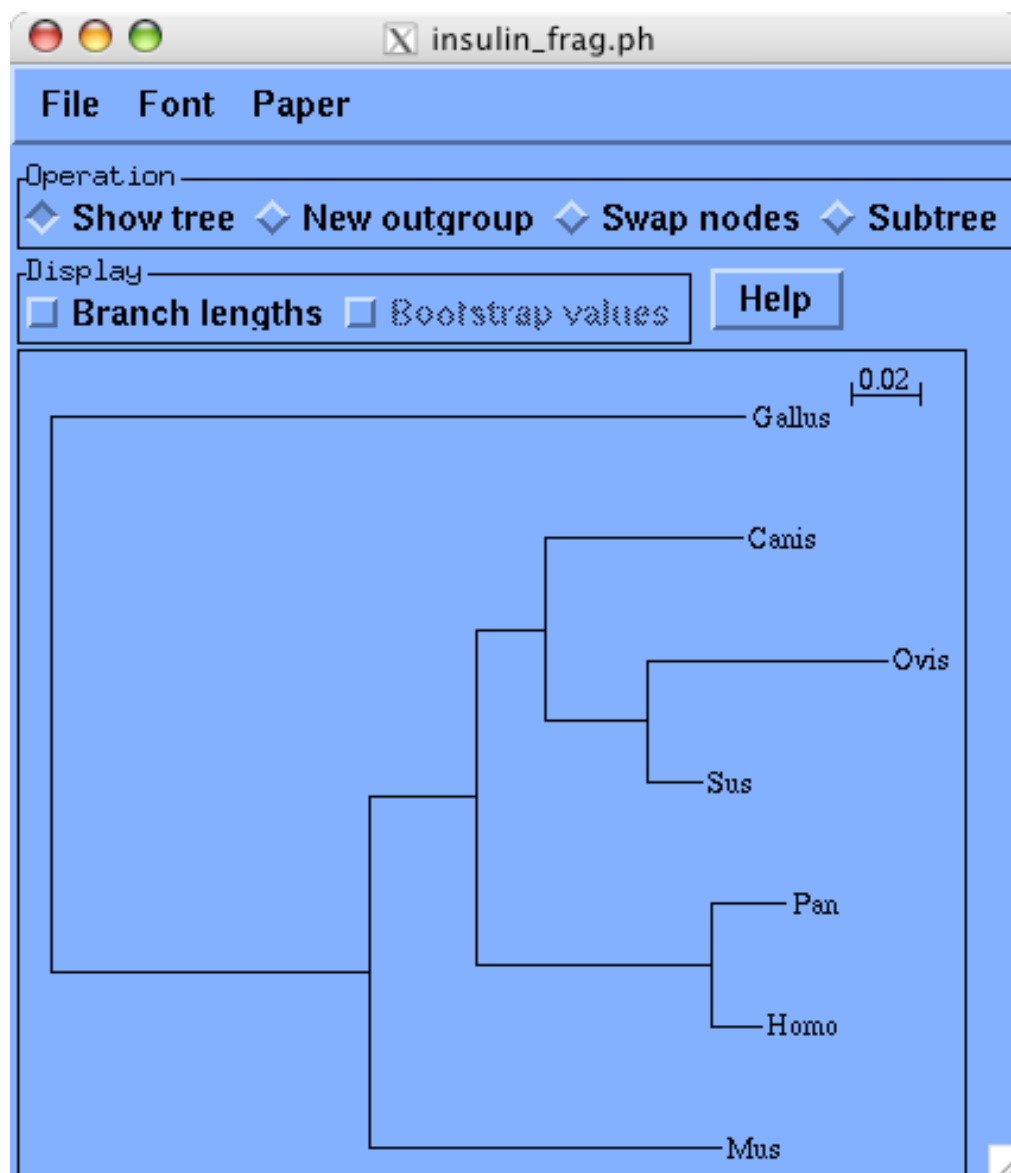 insulin_frag.ph
File Font Paper
Operation
Show tree New outgroup Swap nodes Subtree
Display
Branch lengths Bootstrap values Help
0.02
Gallus
Canis
Ovis
Sus
Pan
Homo
Mus